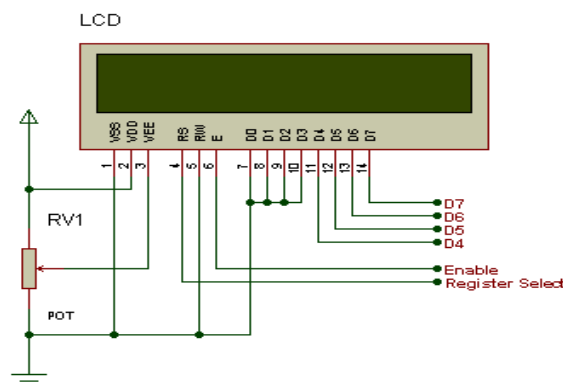 LCD
VSS VDD VEE RS RW E D0 D1 D2 D3 D4 D5 D6 D7
1 2 3 4 5 6 7 8 9 10 11 12 13 14
D7
D6
RV1
D5
D4
Enable
Register Select
POT